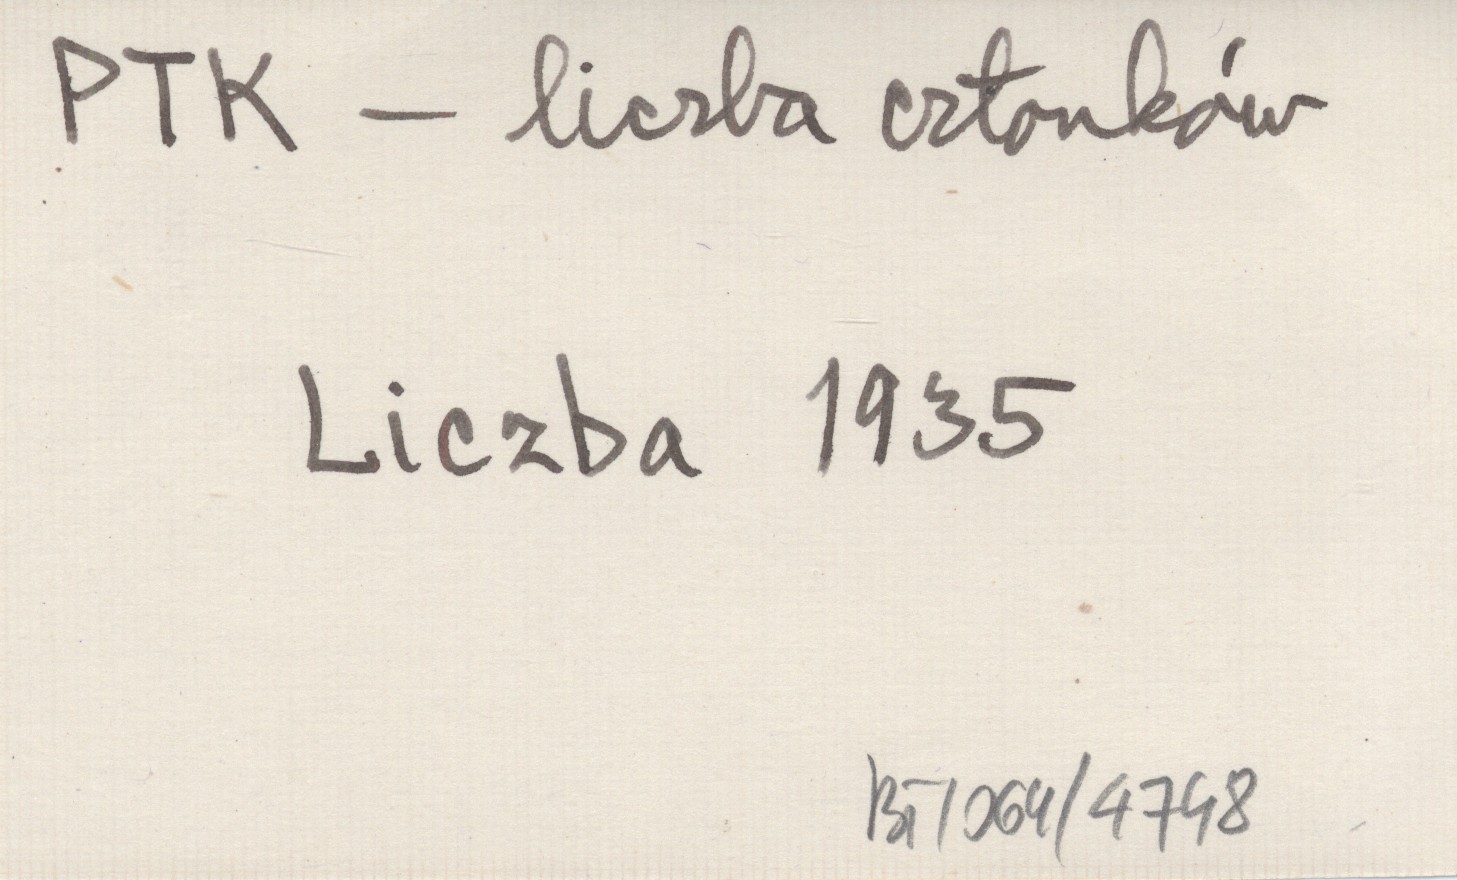 PTK — liczba członków
Liczba 1935
BT/064/4748